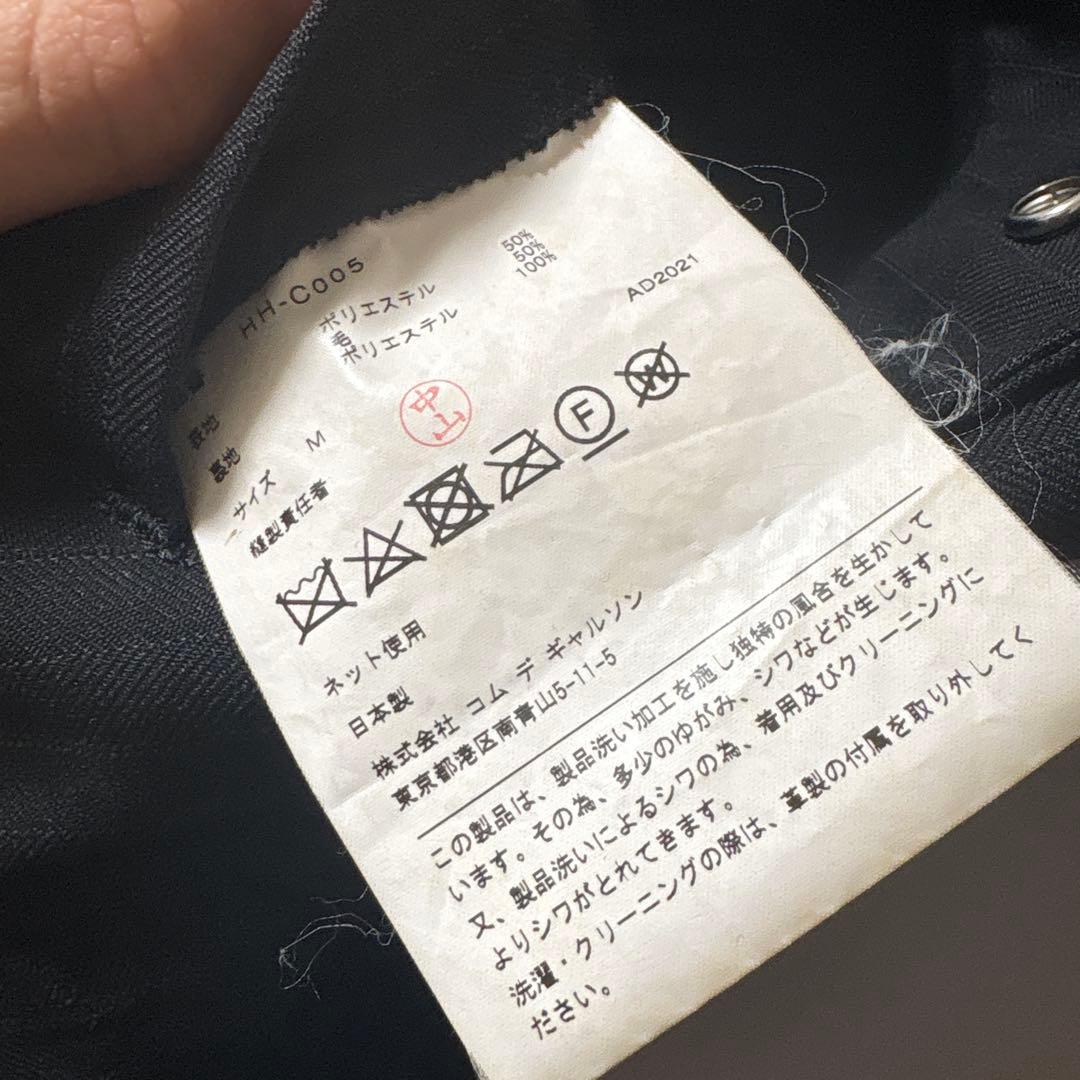 HH-C005
表地 ポリエステル 50%
毛 50%
裏地 ポリエステル 100%
サイズ M AD2021
縫製責任者 中山
F
W
ネット使用
日本製
株式会社 コム デ ギャルソン
東京都港区南青山5-11-5
この製品は、製品洗い加工を施し独特の風合を生かして
います。その為、多少のゆがみ、シワなどが生じます。
又、製品洗いによるシワの為、着用及びクリーニングに
よりシワがとれてきます。
洗濯・クリーニングの際は、革製の付属を取り外してく
ださい。